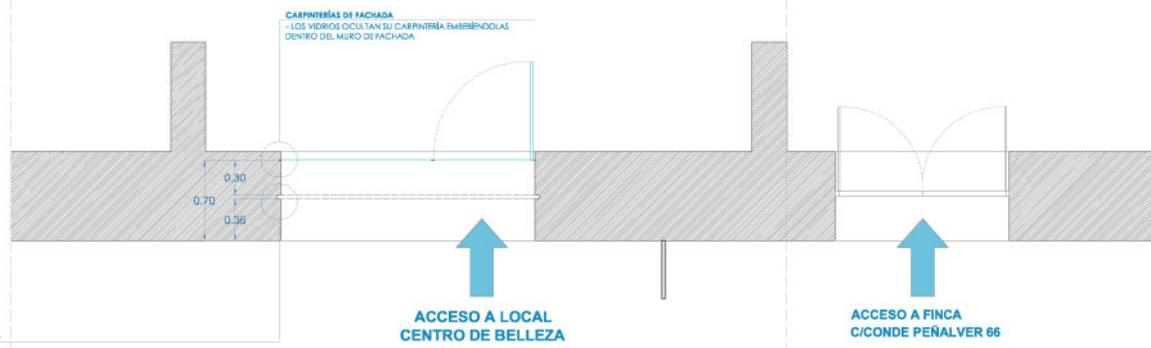 CARPINTERÍAS DE FACHADA
- LOS VIDRIOS OCULTAN SU CARPINTERÍA EMBEBIÉNDOLAS
DENTRO DEL MURO DE FACHADA
0.30
0.70
0.36
ACCESO A LOCAL
CENTRO DE BELLEZA
ACCESO A FINCA
C/CONDE PEÑALVER 66